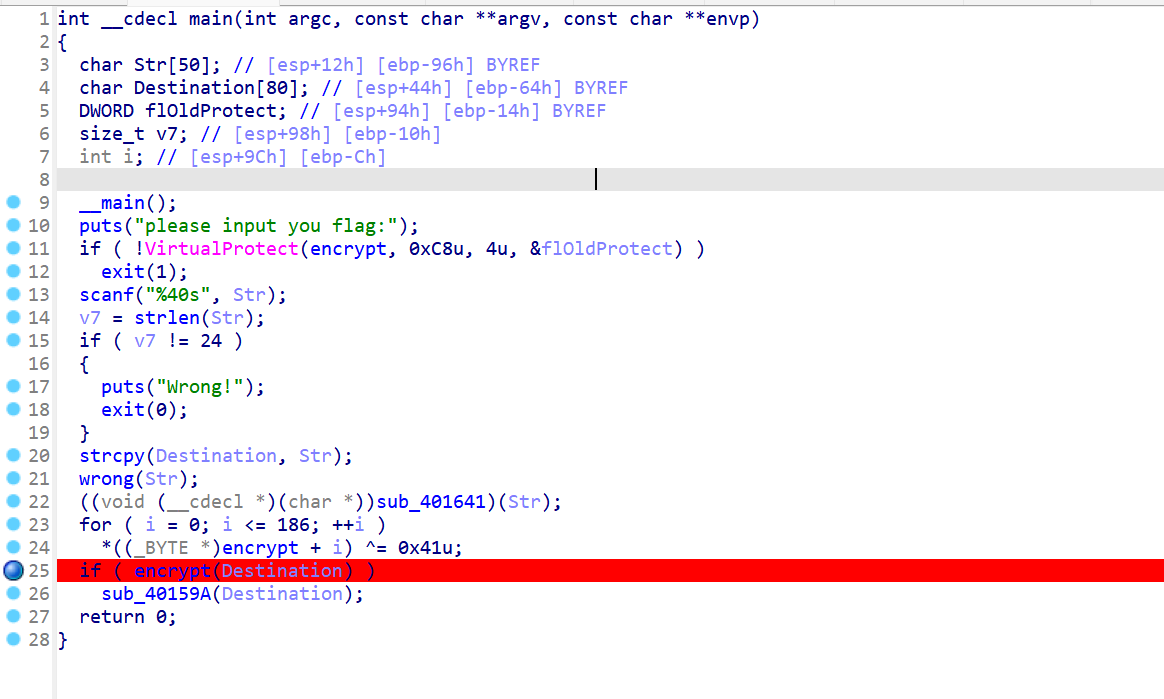 1 int __cdecl main(int argc, const char **argv, const char **envp)
2 {
3   char Str[50]; // [esp+12h] [ebp-96h] BYREF
4   char Destination[80]; // [esp+44h] [ebp-64h] BYREF
5   DWORD flOldProtect; // [esp+94h] [ebp-14h] BYREF
6   size_t v7; // [esp+98h] [ebp-10h]
7   int i; // [esp+9Ch] [ebp-Ch]
8
9   __main();
10   puts("please input you flag:");
11   if ( !VirtualProtect(encrypt, 0xC8u, 4u, &flOldProtect) )
12     exit(1);
13   scanf("%40s", Str);
14   v7 = strlen(Str);
15   if ( v7 != 24 )
16   {
17     puts("Wrong!");
18     exit(0);
19   }
20   strcpy(Destination, Str);
21   wrong(Str);
22   ((void (__cdecl *)(char *))sub_401641)(Str);
23   for ( i = 0; i <= 186; ++i )
24     *((_BYTE *)encrypt + i) ^= 0x41u;
25   if ( encrypt(Destination) )
26     sub_40159A(Destination);
27   return 0;
28 }